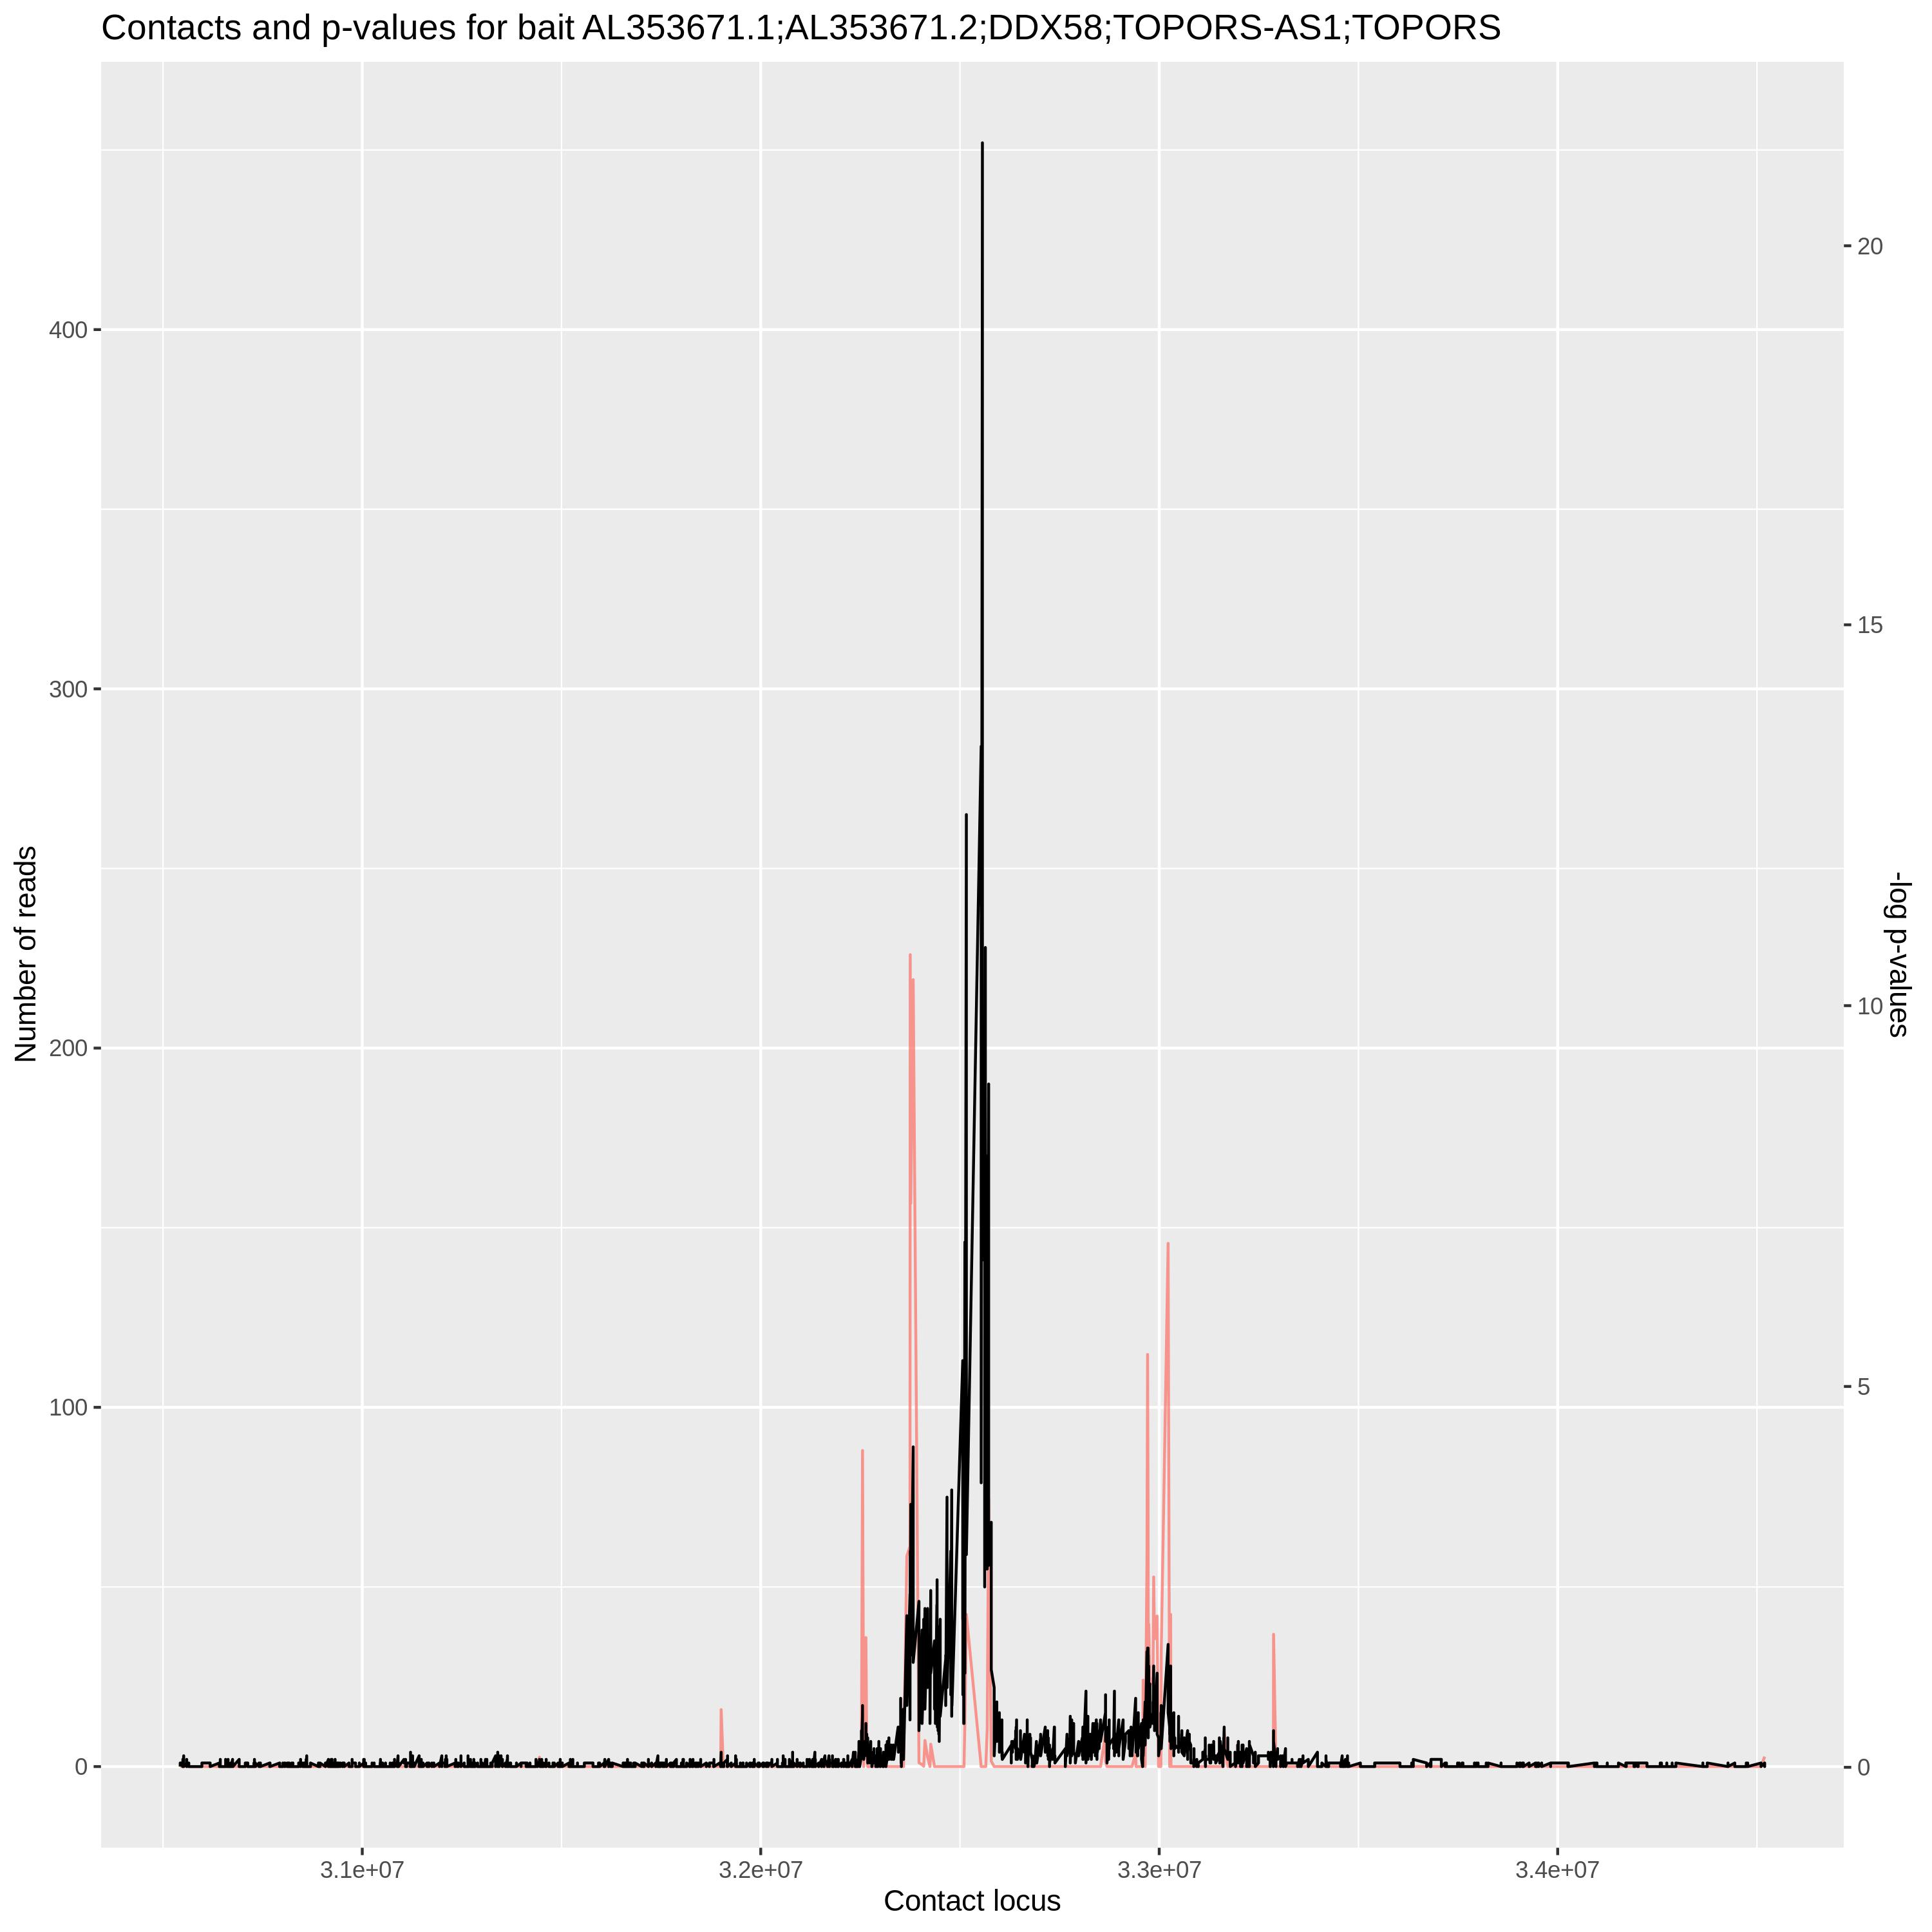 Contacts and p-values for bait AL353671.1;AL353671.2;DDX58;TOPORS-AS1;TOPORS
Number of reads
400
300
200
100
0
20
15
10
5
0
-log p-values
3.1e+07 3.2e+07 3.3e+07 3.4e+07
Contact locus